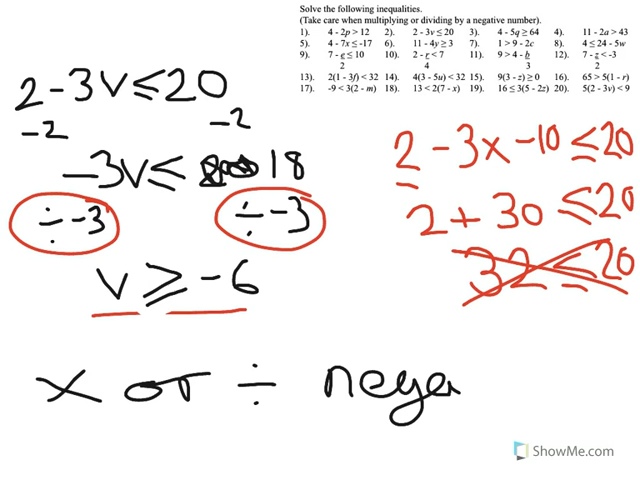 Solve the following inequalities.
(Take care when multiplying or dividing by a negative number).
1). 4 - 2p > 12 2). 2 - 3v ≤ 20 3). 4 - 5q ≥ 64 4). 11 - 2a > 43
5). 4 - 7x ≤ -17 6). 11 - 4y ≥ 3 7). 1 > 9 - 2c 8). 4 ≤ 24 - 5w
9). 7 - e/2 ≤ 10 10). 2 - r/4 < 7 11). 9 > 4 - b/3 12). 7 - z/2 < -3
13). 2(1 - 3f) < 32 14). 4(3 - 5u) < 32 15). 9(3 - z) ≥ 0 16). 65 > 5(1 - r)
17). -9 < 3(2 - m) 18). 13 < 2(7 - x) 19). 16 ≤ 3(5 - 2z) 20). 5(2 - 3v) < 9
2 - 3v ≤ 20
-2 -2
-3v ≤ 18
÷ -3 ÷ -3
v ≥ -6
2 - 3x -10 ≤ 20
2 + 30 ≤ 20
32 ≤ 20
x or ÷ nega
ShowMe.com